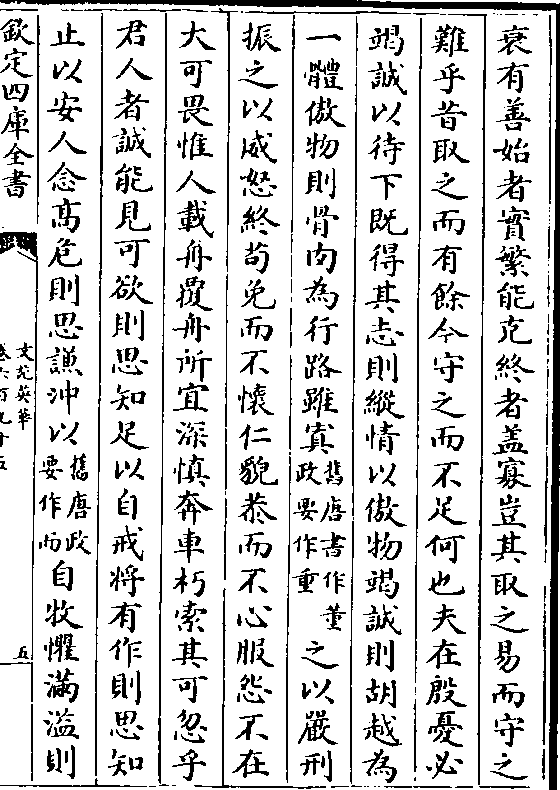 衰有善始者實繁能克終者盖寡豈其取之易而守之
難乎昔取之而有餘今守之而不足何也夫在殷憂必
竭誠以待下既得其志則縱情以傲物竭誠則胡越為
一體傲物則骨肉為行路雖寘舊唐書作董政要作重之以嚴刑
振之以威怒終茍免而不懐仁貌恭而不心服怨不在
大可畏惟人載舟覆舟所宜深慎奔車朽索其可忽乎
君人者誠能見可欲則思知足以自戒将有作則思知
止以安人念髙危則思謙沖以舊唐政要作而自牧懼滿溢則
欽定四庫全書
文苑英華
卷六百九十五
五